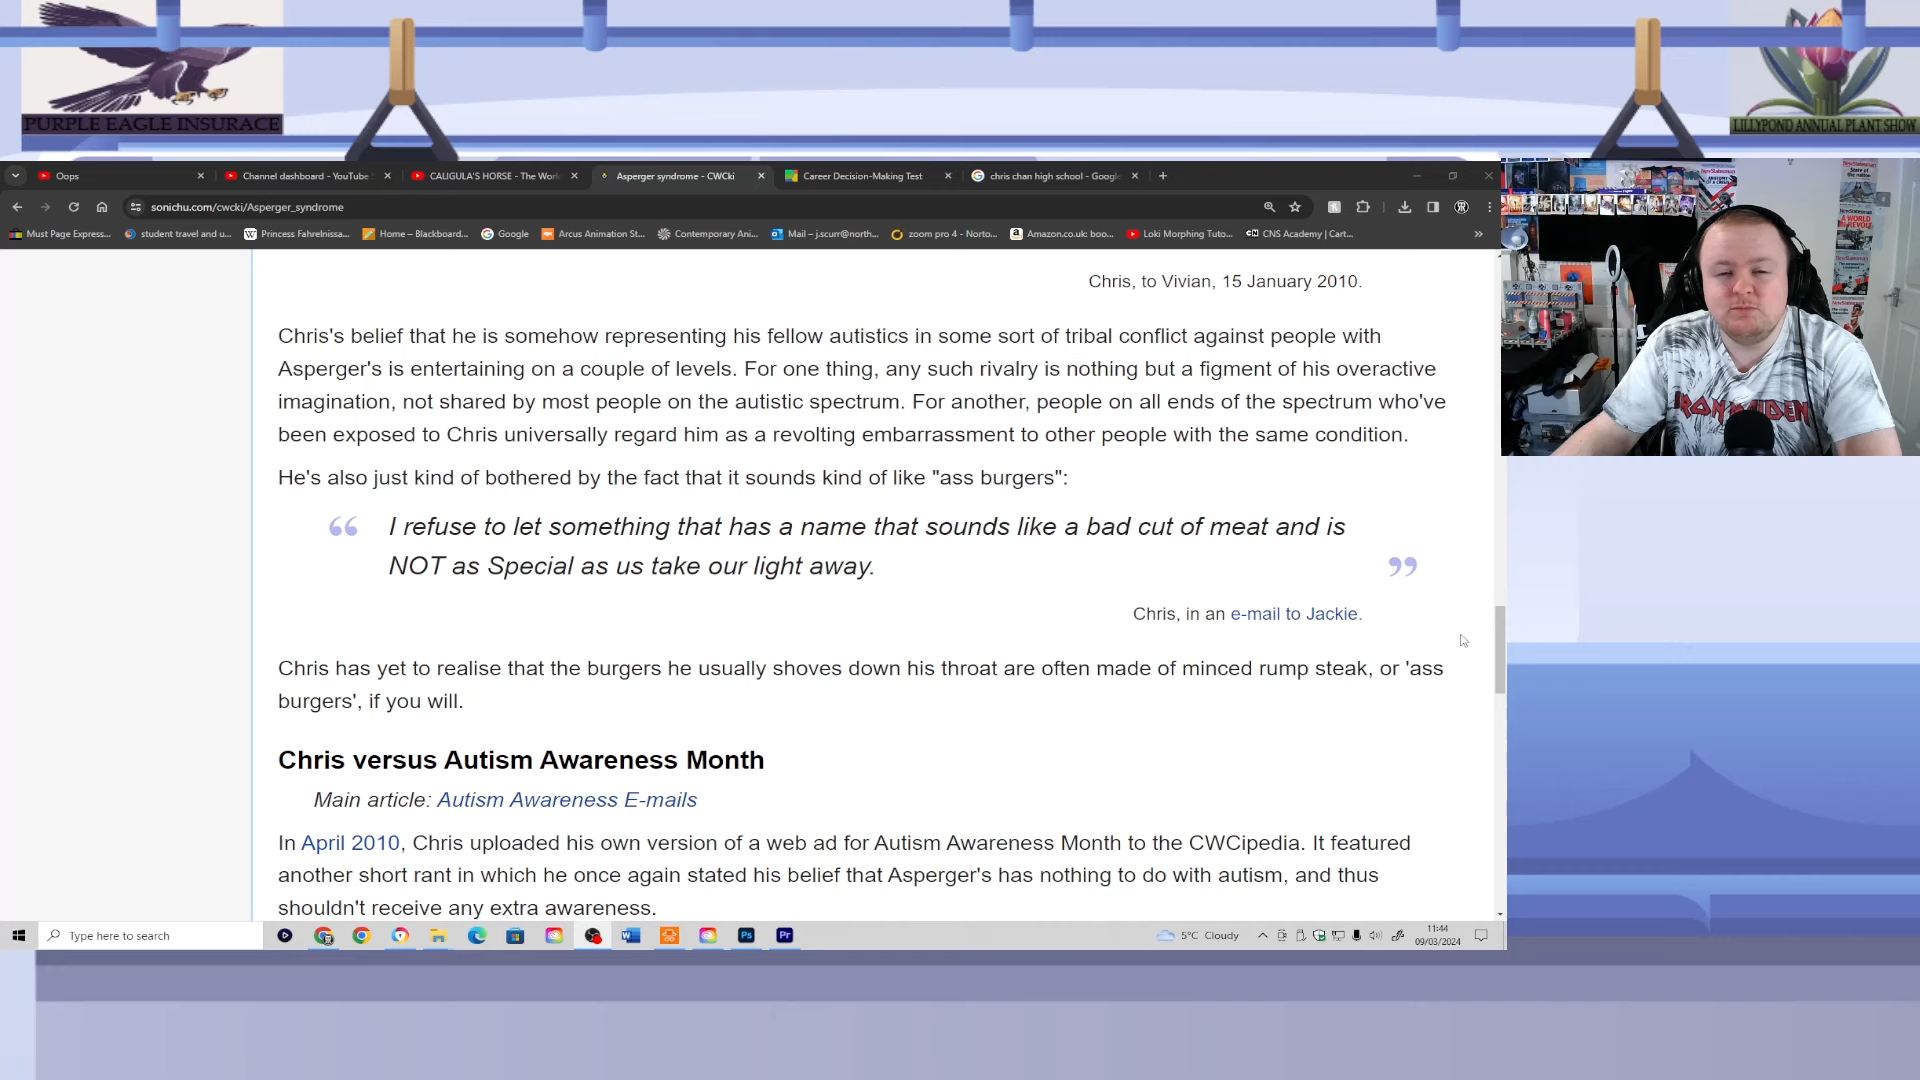 PURPLE EAGLE INSURACE
LILLYPOND ANNUAL PLANT SHOW
Oops
Channel dashboard - YouTube
CALIGULA'S HORSE - The Worl
Asperger syndrome - CWCki
Career Decision-Making Test
chris chan high school - Google
sonichu.com/cwcki/Asperger_syndrome
Must Page Express...
student travel and u...
Princess Fahrelnissa...
Home – Blackboard...
Google
Arcus Animation St...
Contemporary Ani...
Mail – j.scurr@north...
zoom pro 4 - Norto...
Amazon.co.uk: boo...
Loki Morphing Tuto...
CNS Academy | Cart...
Chris, to Vivian, 15 January 2010.
Chris's belief that he is somehow representing his fellow autistics in some sort of tribal conflict against people with
Asperger's is entertaining on a couple of levels. For one thing, any such rivalry is nothing but a figment of his overactive
imagination, not shared by most people on the autistic spectrum. For another, people on all ends of the spectrum who've
been exposed to Chris universally regard him as a revolting embarrassment to other people with the same condition.
He's also just kind of bothered by the fact that it sounds kind of like "ass burgers":
“ I refuse to let something that has a name that sounds like a bad cut of meat and is
NOT as Special as us take our light away. ”
Chris, in an e-mail to Jackie.
Chris has yet to realise that the burgers he usually shoves down his throat are often made of minced rump steak, or 'ass
burgers', if you will.
Chris versus Autism Awareness Month
Main article: Autism Awareness E-mails
In April 2010, Chris uploaded his own version of a web ad for Autism Awareness Month to the CWCipedia. It featured
another short rant in which he once again stated his belief that Asperger's has nothing to do with autism, and thus
shouldn't receive any extra awareness.
Type here to search
5°C Cloudy
11:44
09/03/2024
IRON MAIDEN
A WORLD
IN REVOLT
State of
the nation